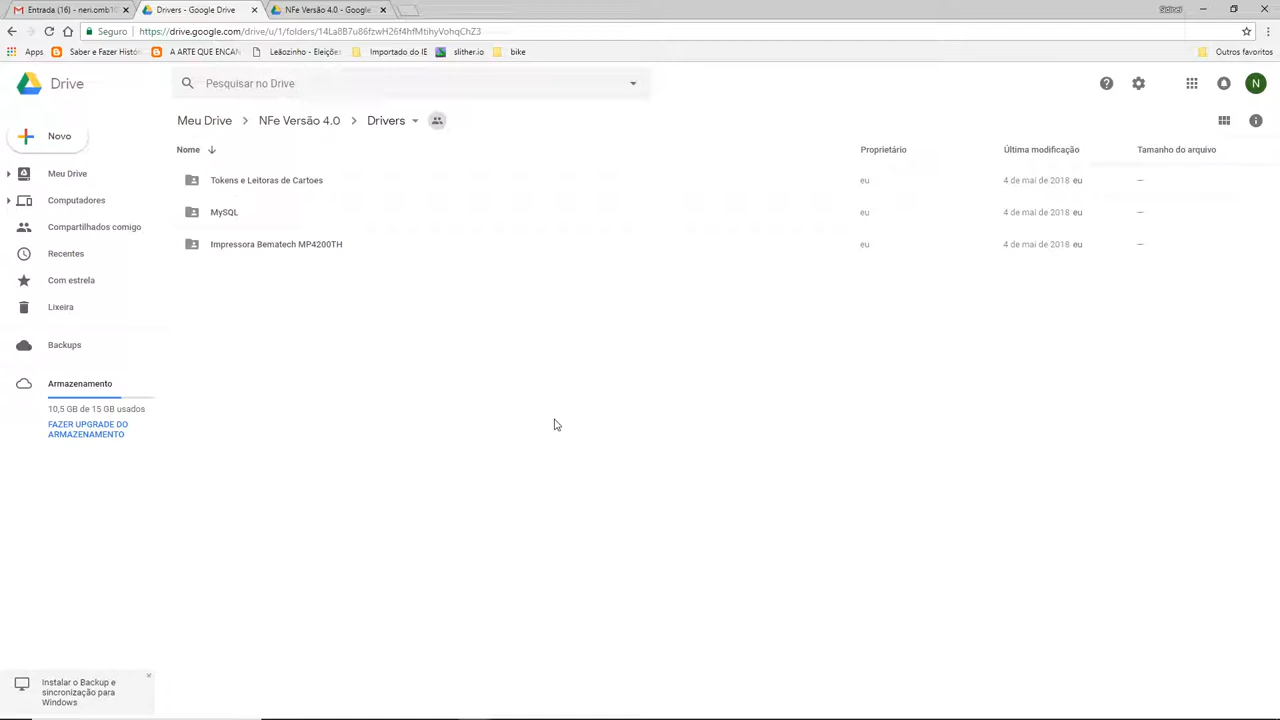 Entrada (16) - neri.omb10
Drivers - Google Drive
NFe Versão 4.0 - Google
Seguro
https://drive.google.com/drive/u/1/folders/14La8B7u86fzwH26f4hfMtihyVohqChZ3
Apps
Saber e Fazer Histó
A ARTE QUE ENCAN
Leãozinho - Eleições
Importado do IE
slither.io
bike
Outros favoritos
Drive
Pesquisar no Drive
N
Novo
Meu Drive
NFe Versão 4.0
Drivers
Nome
Proprietário
Última modificação
Tamanho do arquivo
Tokens e Leitoras de Cartoes
eu
4 de mai de 2018 eu
—
MySQL
eu
4 de mai de 2018 eu
—
Impressora Bematech MP4200TH
eu
4 de mai de 2018 eu
—
Meu Drive
Computadores
Compartilhados comigo
Recentes
Com estrela
Lixeira
Backups
Armazenamento
10,5 GB de 15 GB usados
FAZER UPGRADE DO
ARMAZENAMENTO
Instalar o Backup e
sincronização para
Windows